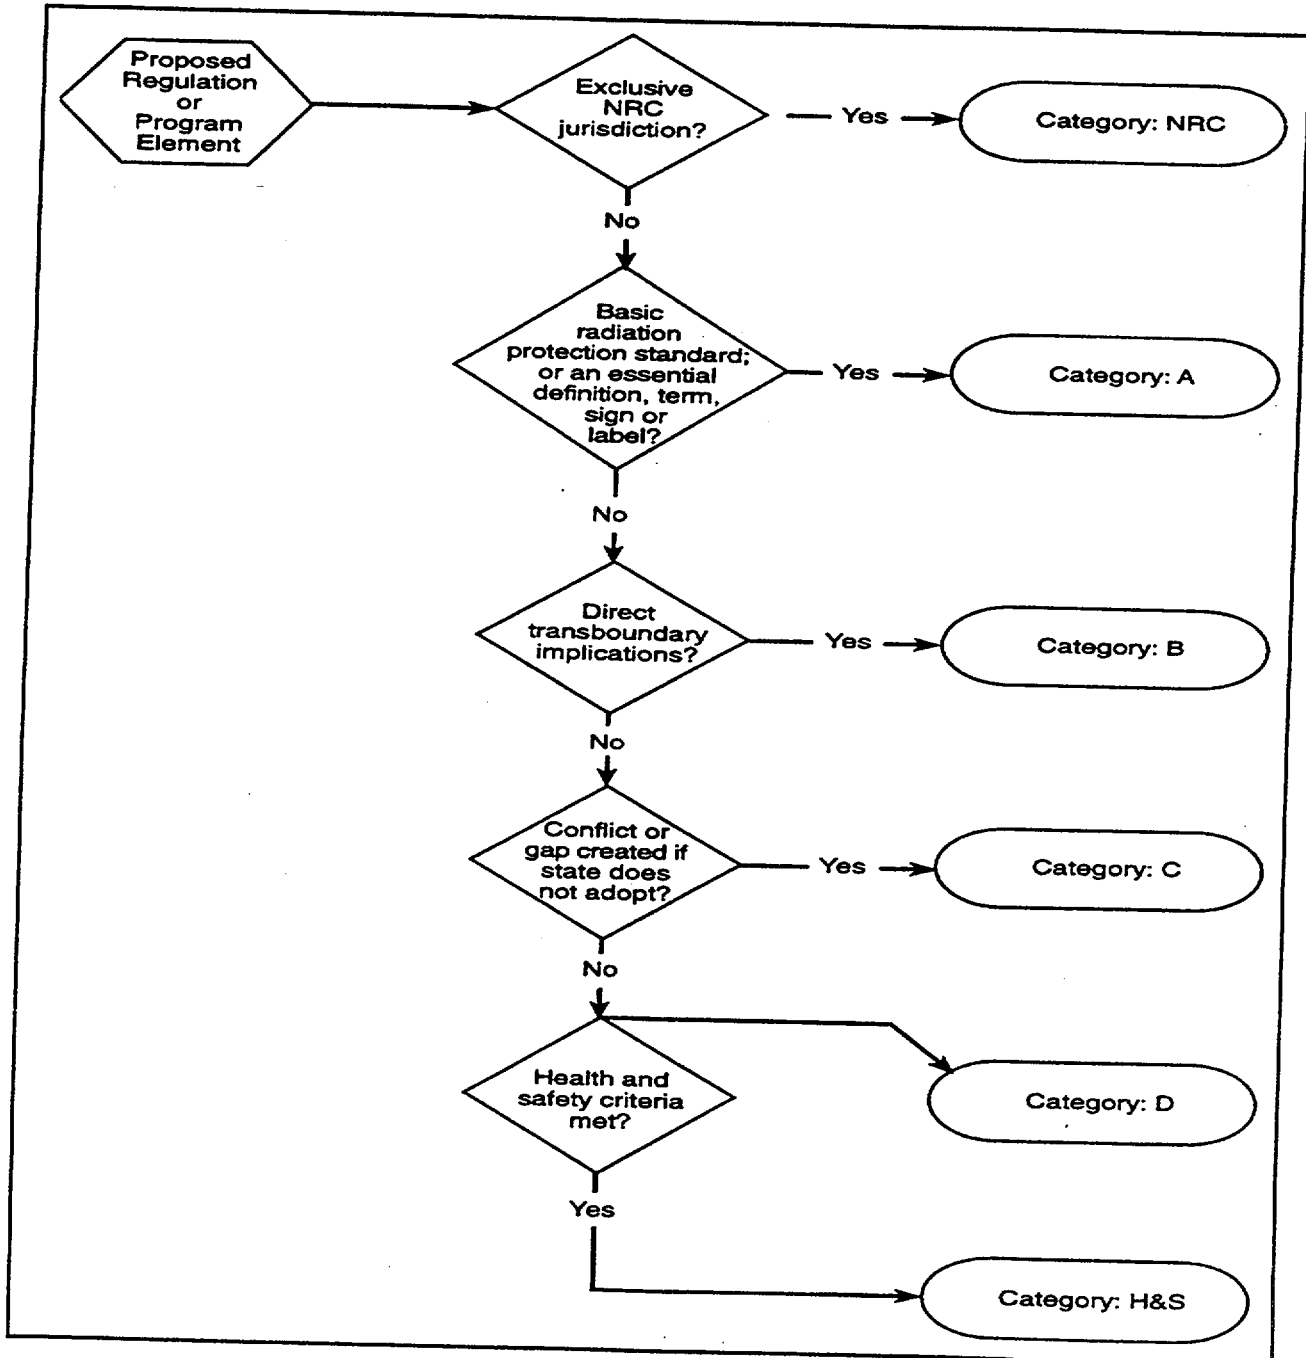 Proposed
Regulation
or
Program
Element
Exclusive
NRC
jurisdiction?
Yes
Category: NRC
No
Basic
radiation
protection standard;
or an essential
definition, term,
sign or
label?
Yes
Category: A
No
Direct
transboundary
implications?
Yes
Category: B
No
Conflict or
gap created if
state does
not adopt?
Yes
Category: C
No
Health and
safety criteria
met?
Category: D
Yes
Category: H&S